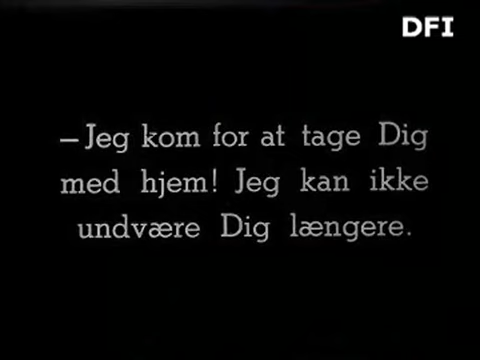 DFI
—Jeg kom for at tage Dig
med hjem! Jeg kan ikke
undvære Dig længere.